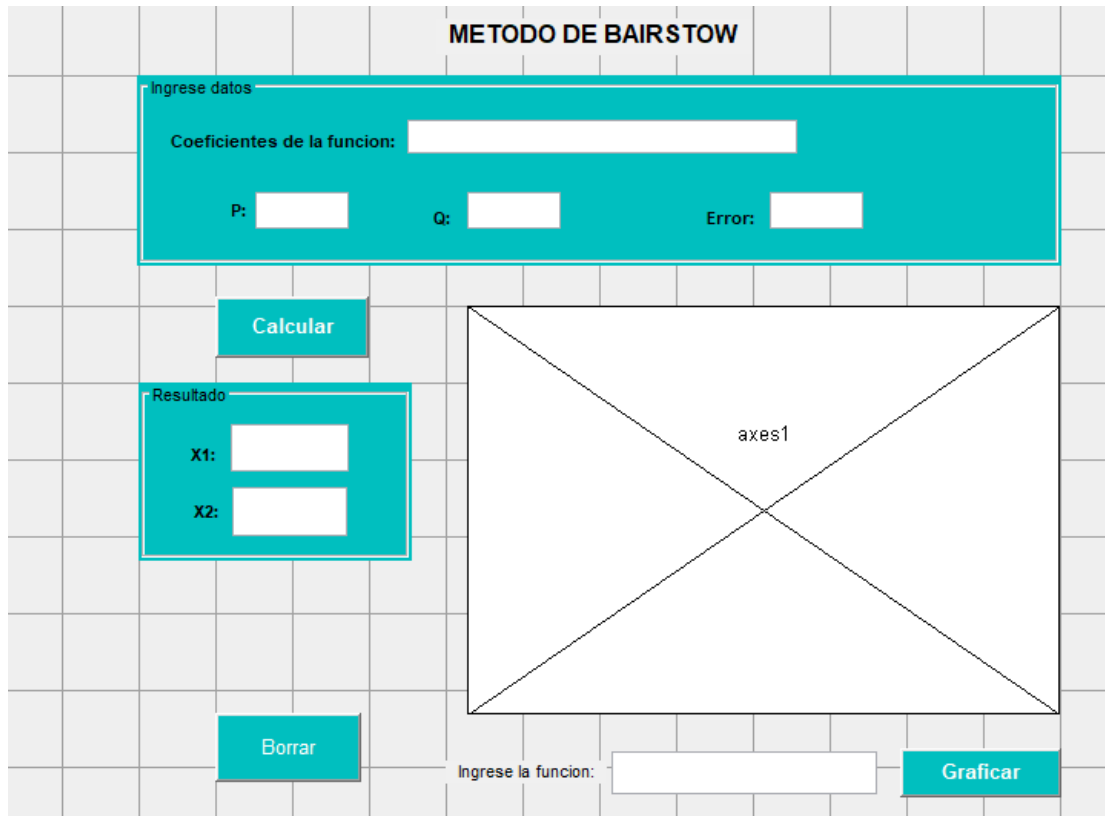 METODO DE BAIRSTOW
Ingrese datos
Coeficientes de la funcion:
P:
Q:
Error:
Calcular
Resultado
X1:
X2:
axes1
Borrar
Ingrese la funcion:
Graficar